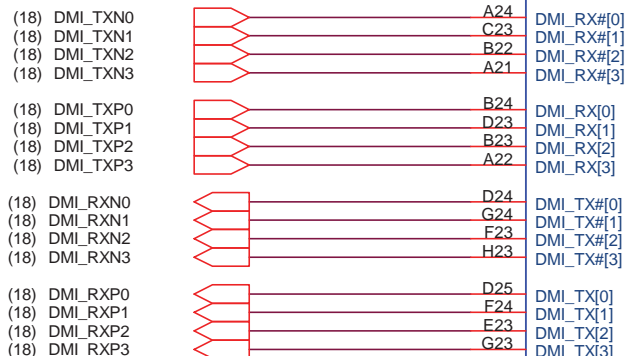 (18) DMI_TXN0 A24 DMI_RX#[0]
(18) DMI_TXN1 C23 DMI_RX#[1]
(18) DMI_TXN2 B22 DMI_RX#[2]
(18) DMI_TXN3 A21 DMI_RX#[3]
(18) DMI_TXP0 B24 DMI_RX[0]
(18) DMI_TXP1 D23 DMI_RX[1]
(18) DMI_TXP2 B23 DMI_RX[2]
(18) DMI_TXP3 A22 DMI_RX[3]
(18) DMI_RXN0 D24 DMI_TX#[0]
(18) DMI_RXN1 G24 DMI_TX#[1]
(18) DMI_RXN2 F23 DMI_TX#[2]
(18) DMI_RXN3 H23 DMI_TX#[3]
(18) DMI_RXP0 D25 DMI_TX[0]
(18) DMI_RXP1 F24 DMI_TX[1]
(18) DMI_RXP2 E23 DMI_TX[2]
(18) DMI_RXP3 G23 DMI_TX[3]